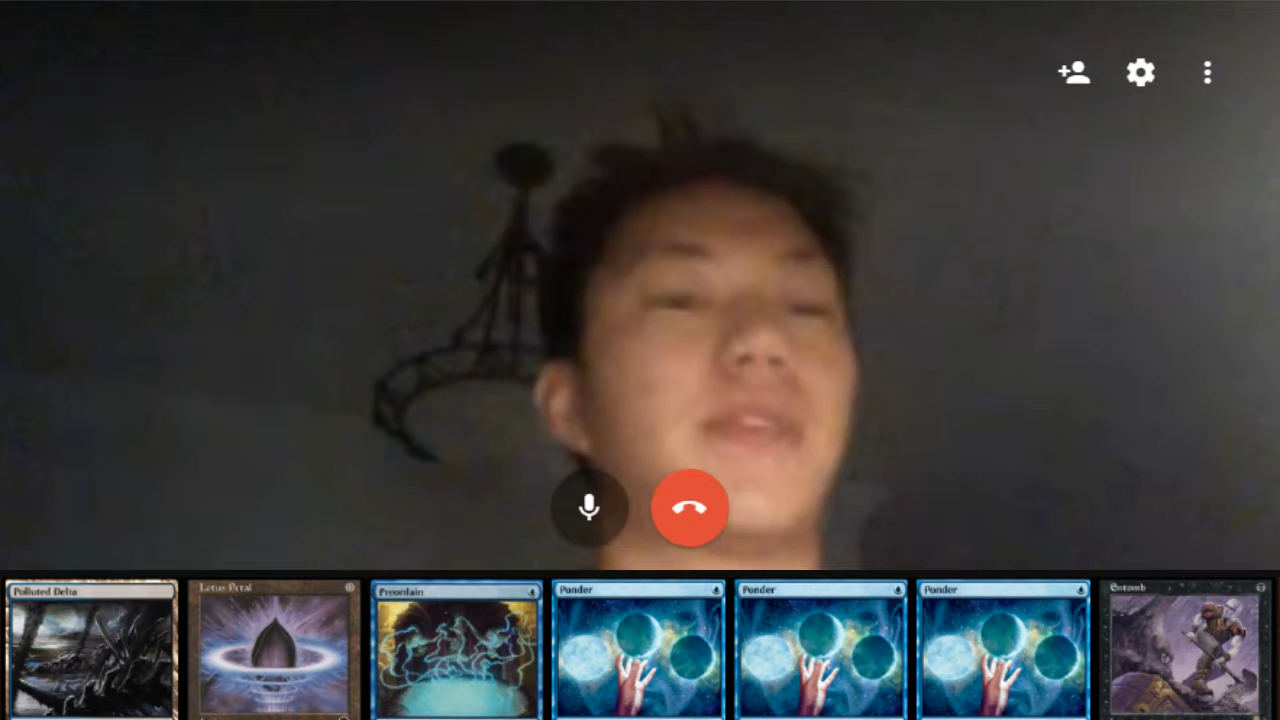 Polluted Delta
Lotus Petal
Preordain
Ponder
Ponder
Ponder
Entomb